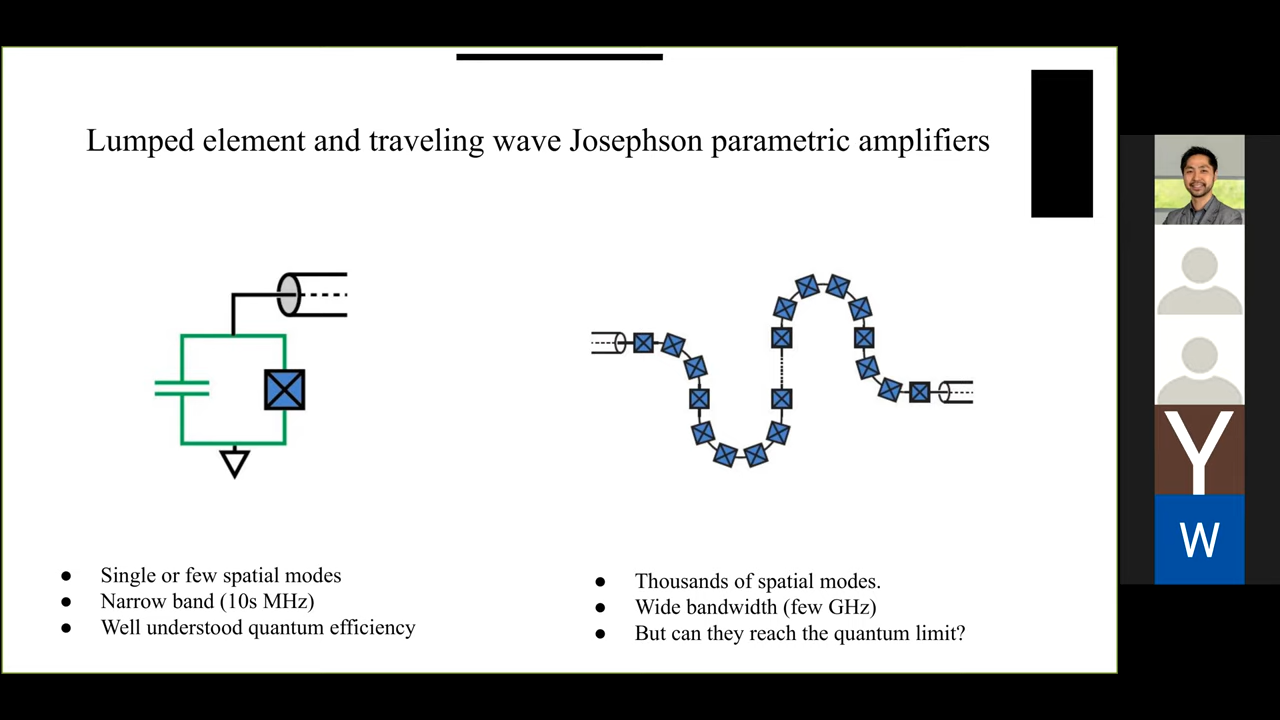 Lumped element and traveling wave Josephson parametric amplifiers
● Single or few spatial modes
● Narrow band (10s MHz)
● Well understood quantum efficiency
● Thousands of spatial modes.
● Wide bandwidth (few GHz)
● But can they reach the quantum limit?
Y
W